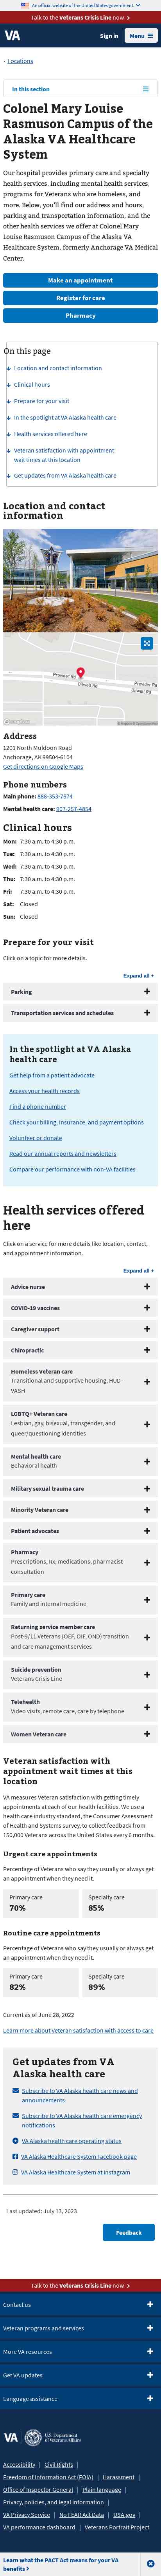 An official website of the United States government.
Talk to the Veterans Crisis Line now
VA
Sign in
Menu
Locations
In this section
Colonel Mary Louise
Rasmuson Campus of the
Alaska VA Healthcare
System
Our health care professionals are proud to
serve more than 30,000 Veterans who live
across Alaska. Below, you'll find our address
and hours, parking and transportation
information, and the other health services
we offer at our Colonel Mary Louise
Rasmuson Campus of the Alaska VA
Healthcare System, formerly Anchorage VA Medical
Center.
Make an appointment
Register for care
Pharmacy
On this page
Location and contact information
Clinical hours
Prepare for your visit
In the spotlight at VA Alaska health care
Health services offered here
Veteran satisfaction with appointment
wait times at this location
Get updates from VA Alaska health care
Location and contact
information
Address
1201 North Muldoon Road
Anchorage, AK 99504-6104
Get directions on Google Maps
Phone numbers
Main phone: 888-353-7574
Mental health care: 907-257-4854
Clinical hours
Mon: 7:30 a.m. to 4:30 p.m.
Tue: 7:30 a.m. to 4:30 p.m.
Wed: 7:30 a.m. to 4:30 p.m.
Thu: 7:30 a.m. to 4:30 p.m.
Fri: 7:30 a.m. to 4:30 p.m.
Sat: Closed
Sun: Closed
Prepare for your visit
Click on a topic for more details.
Expand all +
Parking
Transportation services and schedules
In the spotlight at VA Alaska
health care
Get help from a patient advocate
Access your health records
Find a phone number
Check your billing, insurance, and payment options
Volunteer or donate
Read our annual reports and newsletters
Compare our performance with non-VA facilities
Health services offered
here
Click on a service for more details like location, contact,
and appointment information.
Expand all +
Advice nurse
COVID-19 vaccines
Caregiver support
Chiropractic
Homeless Veteran care
Transitional and supportive housing, HUD-
VASH
LGBTQ+ Veteran care
Lesbian, gay, bisexual, transgender, and
queer/questioning identities
Mental health care
Behavioral health
Military sexual trauma care
Minority Veteran care
Patient advocates
Pharmacy
Prescriptions, Rx, medications, pharmacist
consultation
Primary care
Family and internal medicine
Returning service member care
Post-9/11 Veterans (OEF, OIF, OND) transition
and care management services
Suicide prevention
Veterans Crisis Line
Telehealth
Video visits, remote care, care by telephone
Women Veteran care
Veteran satisfaction with
appointment wait times at this
location
VA measures Veteran satisfaction with getting timely
appointments at each of its health care facilities. We use a
health care industry standard, the Consumer Assessment
of Health Plans and Systems survey, to collect feedback from
150,000 Veterans across the United States every 6 months.
Urgent care appointments
Percentage of Veterans who say they usually or always get
an appointment when they need it.
Primary care
70%
Specialty care
85%
Routine care appointments
Percentage of Veterans who say they usually or always get
an appointment when they need it.
Primary care
82%
Specialty care
89%
Current as of June 28, 2022
Learn more about Veteran satisfaction with access to care
Get updates from VA
Alaska health care
Subscribe to VA Alaska health care news and
announcements
Subscribe to VA Alaska health care emergency
notifications
VA Alaska health care operating status
VA Alaska Healthcare System Facebook page
VA Alaska Healthcare System at Instagram
Last updated: July 13, 2023
Feedback
Talk to the Veterans Crisis Line now
Contact us
Veteran programs and services
More VA resources
Get VA updates
Language assistance
VA
U.S. Department
of Veterans Affairs
Accessibility | Civil Rights |
Freedom of Information Act (FOIA) | Harassment |
Office of Inspector General | Plain language |
Privacy, policies, and legal information |
VA Privacy Service | No FEAR Act Data | USA.gov |
VA performance dashboard | Veterans Portrait Project
Learn what the PACT Act means for your VA
benefits